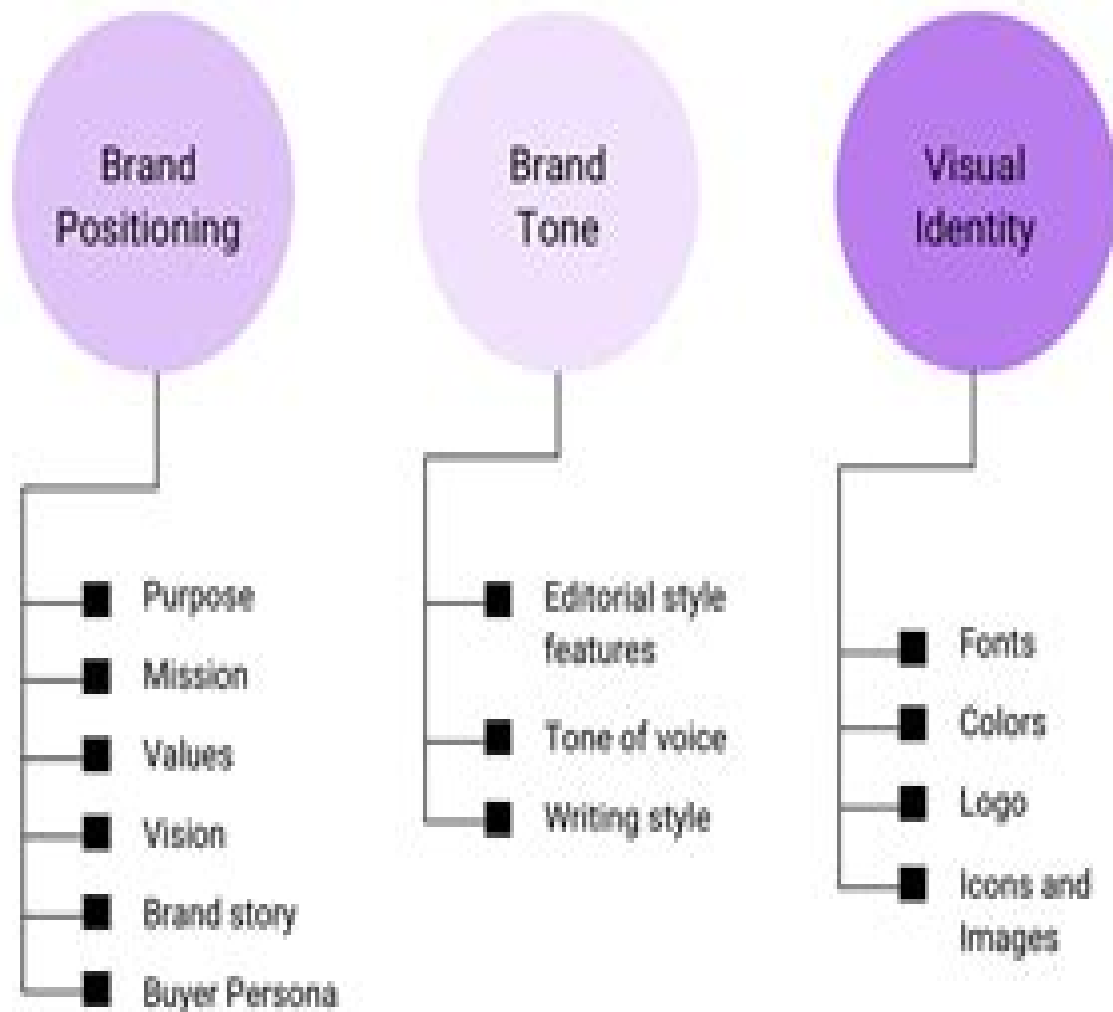 Brand
Positioning
Purpose
Mission
Values
Vision
Brand story
Buyer Persona
Brand
Tone
Editorial style
features
Tone of voice
Writing style
Visual
Identity
Fonts
Colors
Logo
Icons and
Images